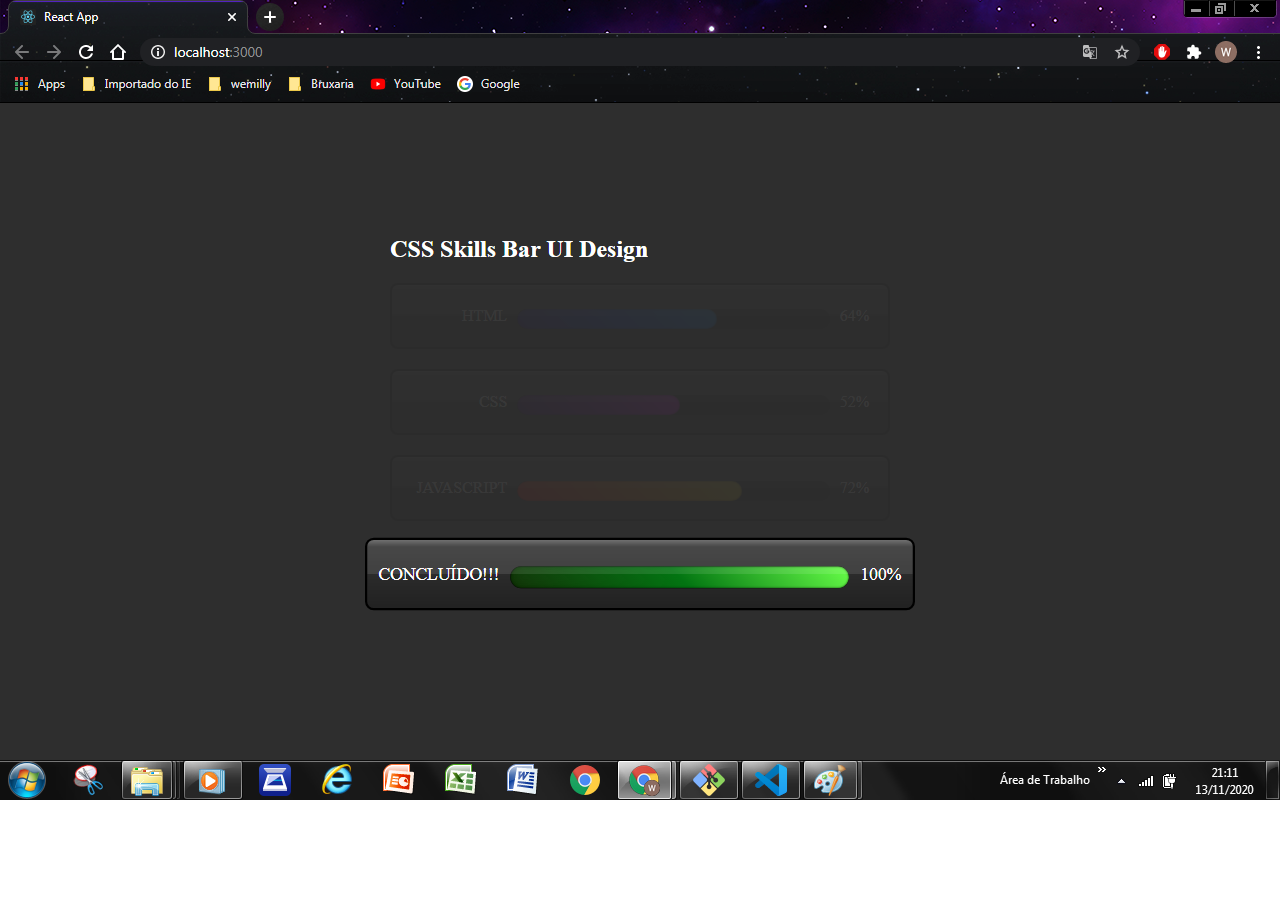 React App
localhost:3000
W
Apps Importado do IE wemilly Bruxaria YouTube Google
CSS Skills Bar UI Design
HTML 64%
CSS 52%
JAVASCRIPT 72%
CONCLUÍDO!!! 100%
Área de Trabalho
21:11
13/11/2020